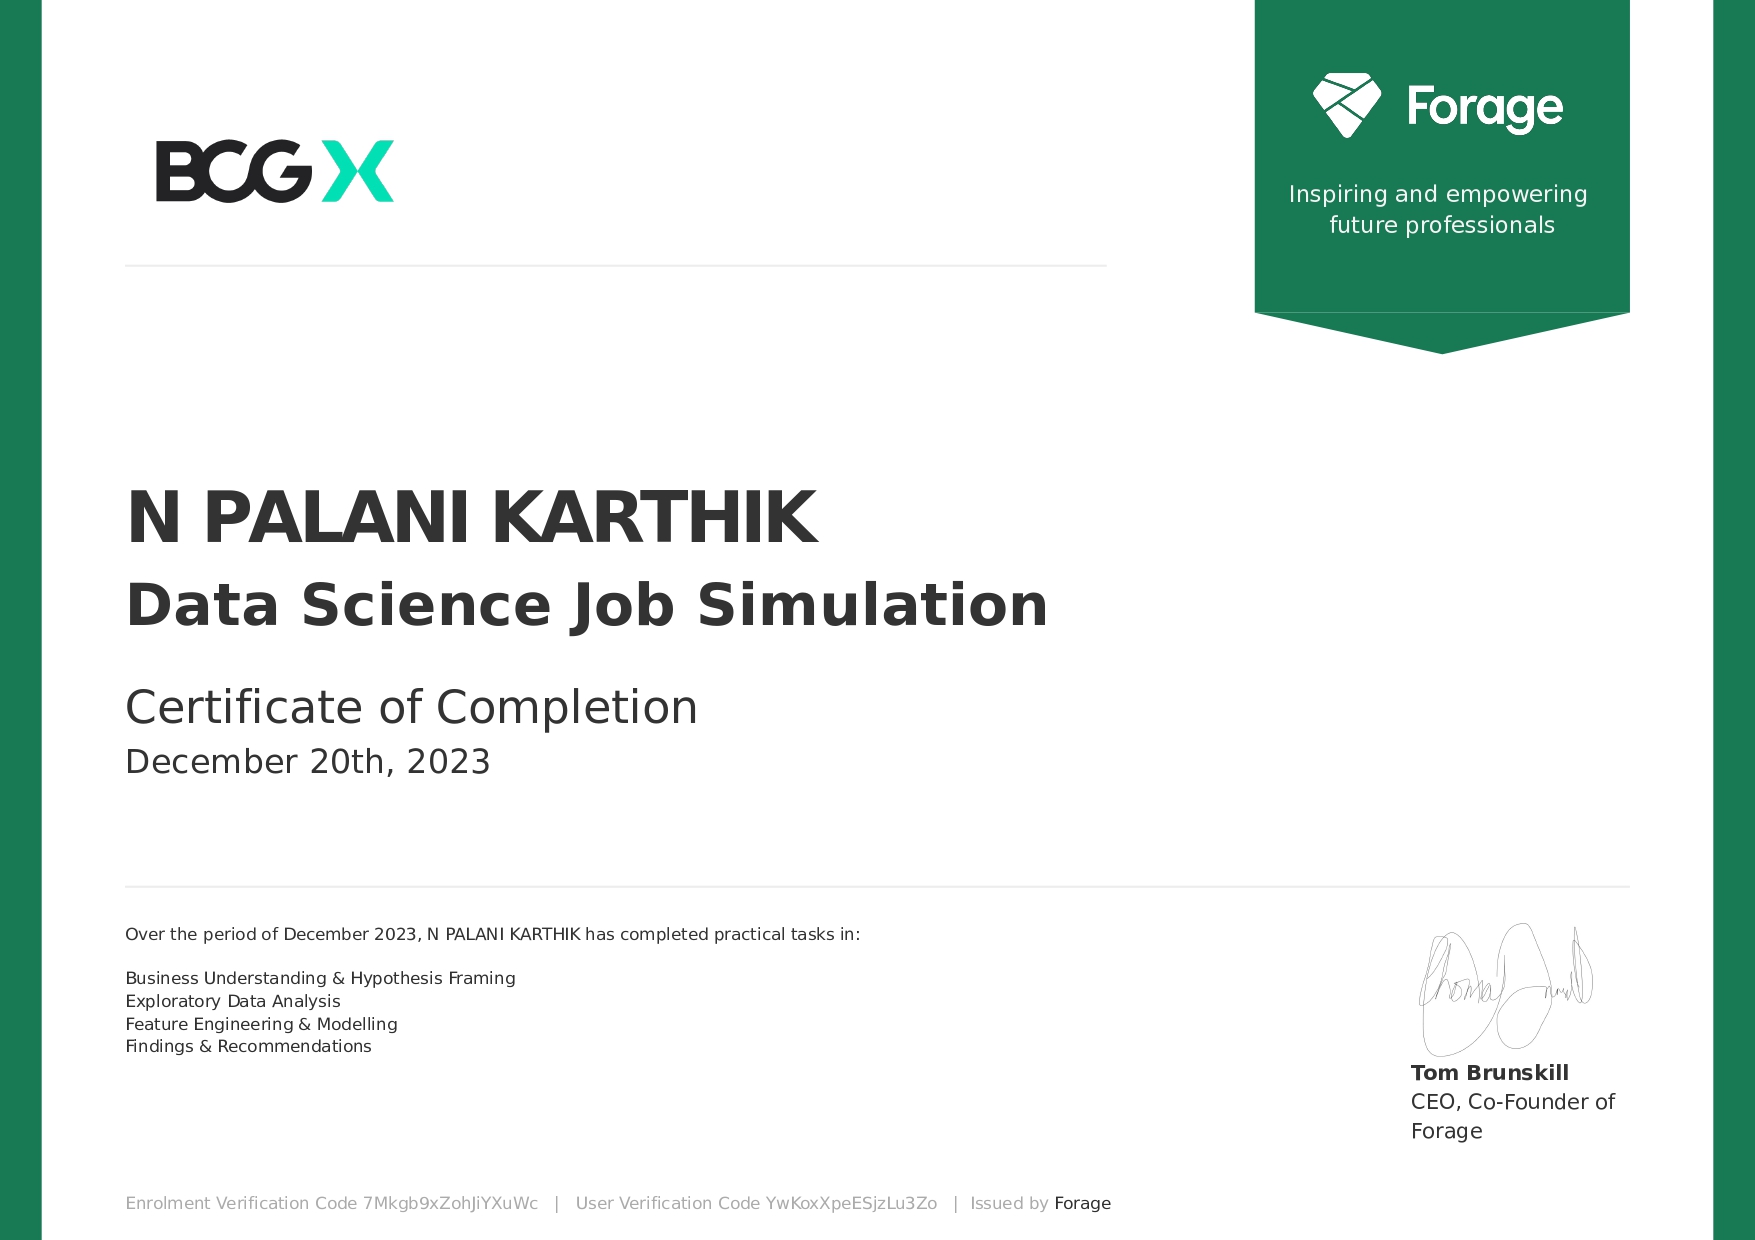 BCG X
Forage
Inspiring and empowering
future professionals
N PALANI KARTHIK
Data Science Job Simulation
Certificate of Completion
December 20th, 2023
Over the period of December 2023, N PALANI KARTHIK has completed practical tasks in:
Business Understanding & Hypothesis Framing
Exploratory Data Analysis
Feature Engineering & Modelling
Findings & Recommendations
Tom Brunskill
CEO, Co-Founder of
Forage
Enrolment Verification Code 7Mkgb9xZohJiYXuWc | User Verification Code YwKoxXpeESjzLu3Zo | Issued by Forage